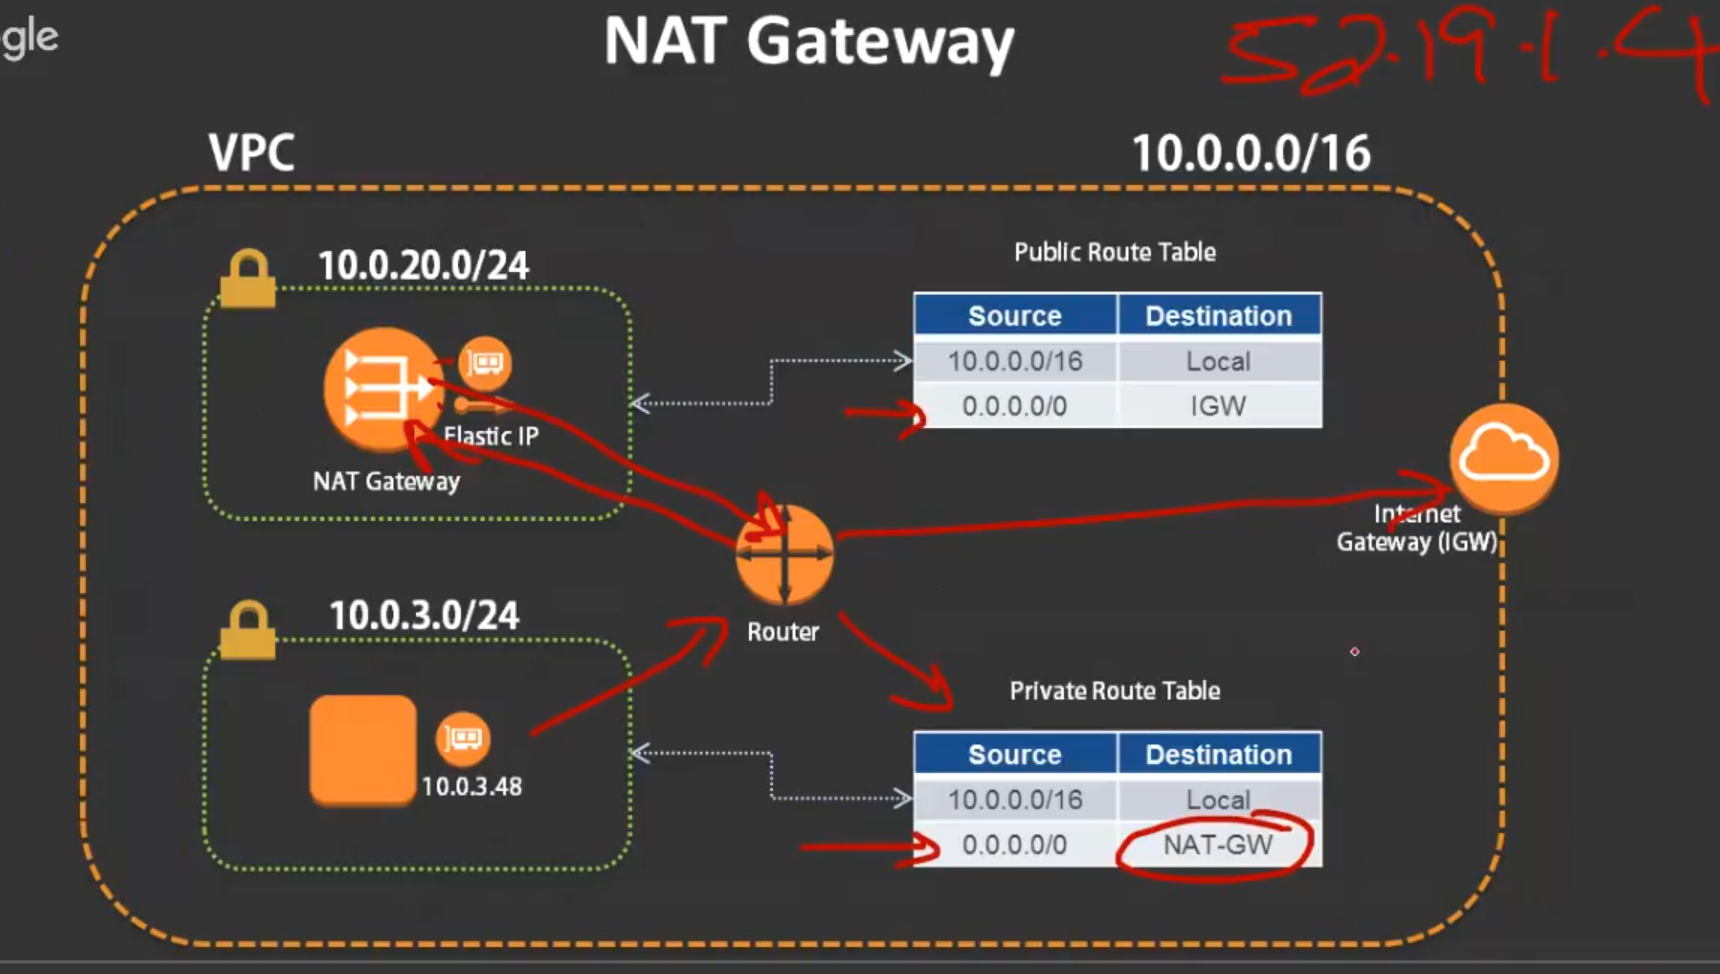 gle
NAT Gateway
52.19.1.4
VPC
10.0.0.0/16
10.0.20.0/24
Public Route Table
Source Destination
10.0.0.0/16 Local
0.0.0.0/0 IGW
Elastic IP
NAT Gateway
Internet
Gateway (IGW)
10.0.3.0/24
Router
Private Route Table
Source Destination
10.0.0.0/16 Local
0.0.0.0/0 NAT-GW
10.0.3.48